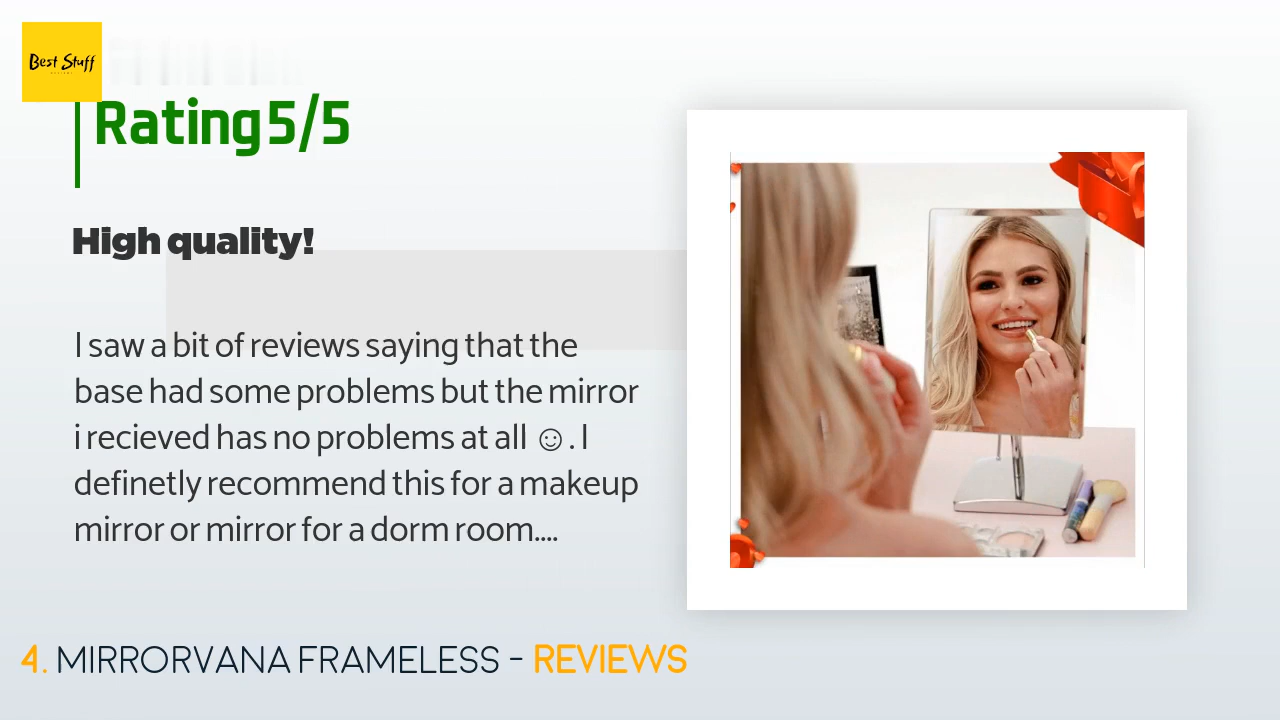 Best Stuff
Rating 5/5
High quality!
I saw a bit of reviews saying that the
base had some problems but the mirror
i recieved has no problems at all ☺. I
definetly recommend this for a makeup
mirror or mirror for a dorm room....
4. MIRRORVANA FRAMELESS - REVIEWS